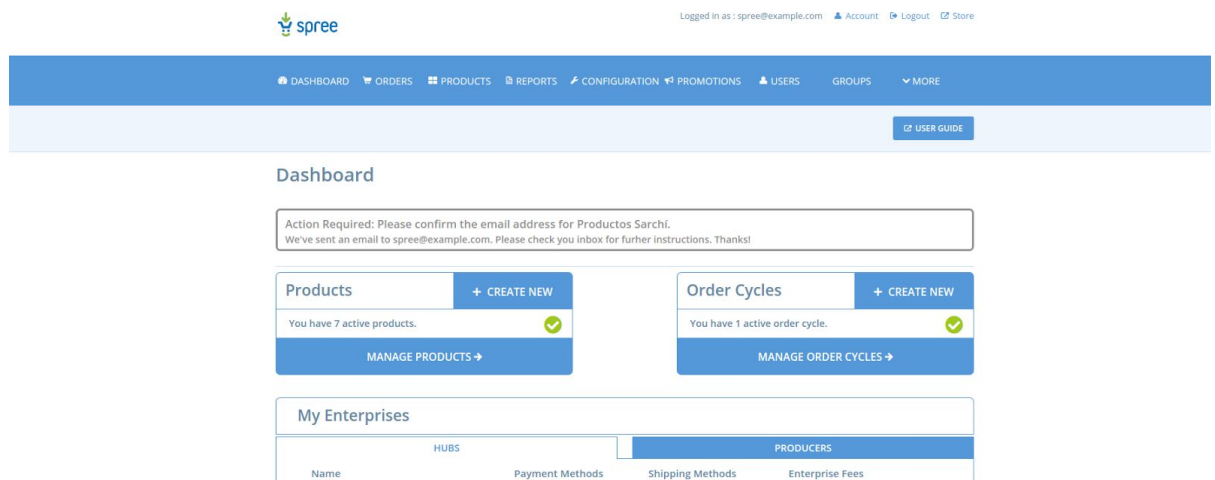 spree
Logged in as : spree@example.com Account Logout Store
DASHBOARD ORDERS PRODUCTS REPORTS CONFIGURATION PROMOTIONS USERS GROUPS MORE
USER GUIDE
Dashboard
Action Required: Please confirm the email address for Productos Sarchí.
We've sent an email to spree@example.com. Please check you inbox for furher instructions. Thanks!
Products + CREATE NEW
You have 7 active products.
MANAGE PRODUCTS →
Order Cycles + CREATE NEW
You have 1 active order cycle.
MANAGE ORDER CYCLES →
My Enterprises
HUBS PRODUCERS
Name Payment Methods Shipping Methods Enterprise Fees